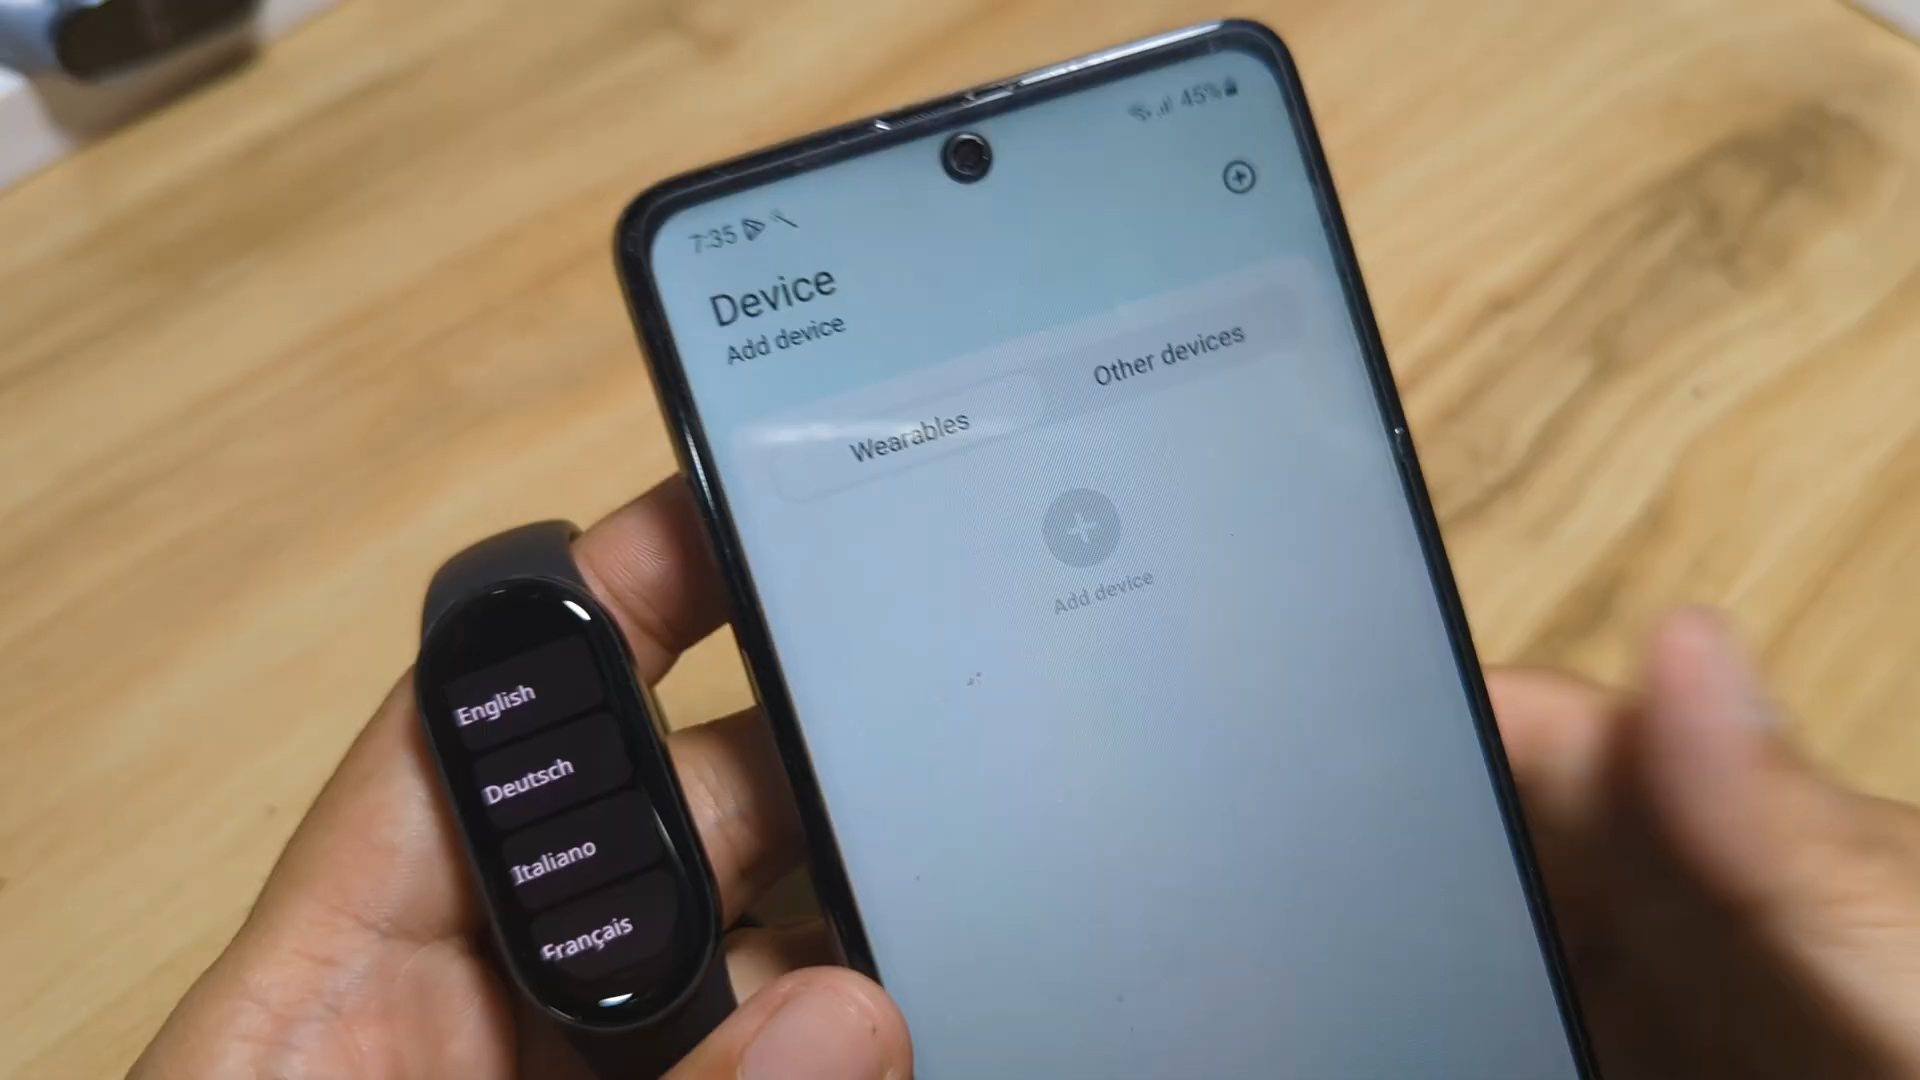 7:35
45%
Device
Add device
Wearables
Other devices
Add device
English
Deutsch
Italiano
Français